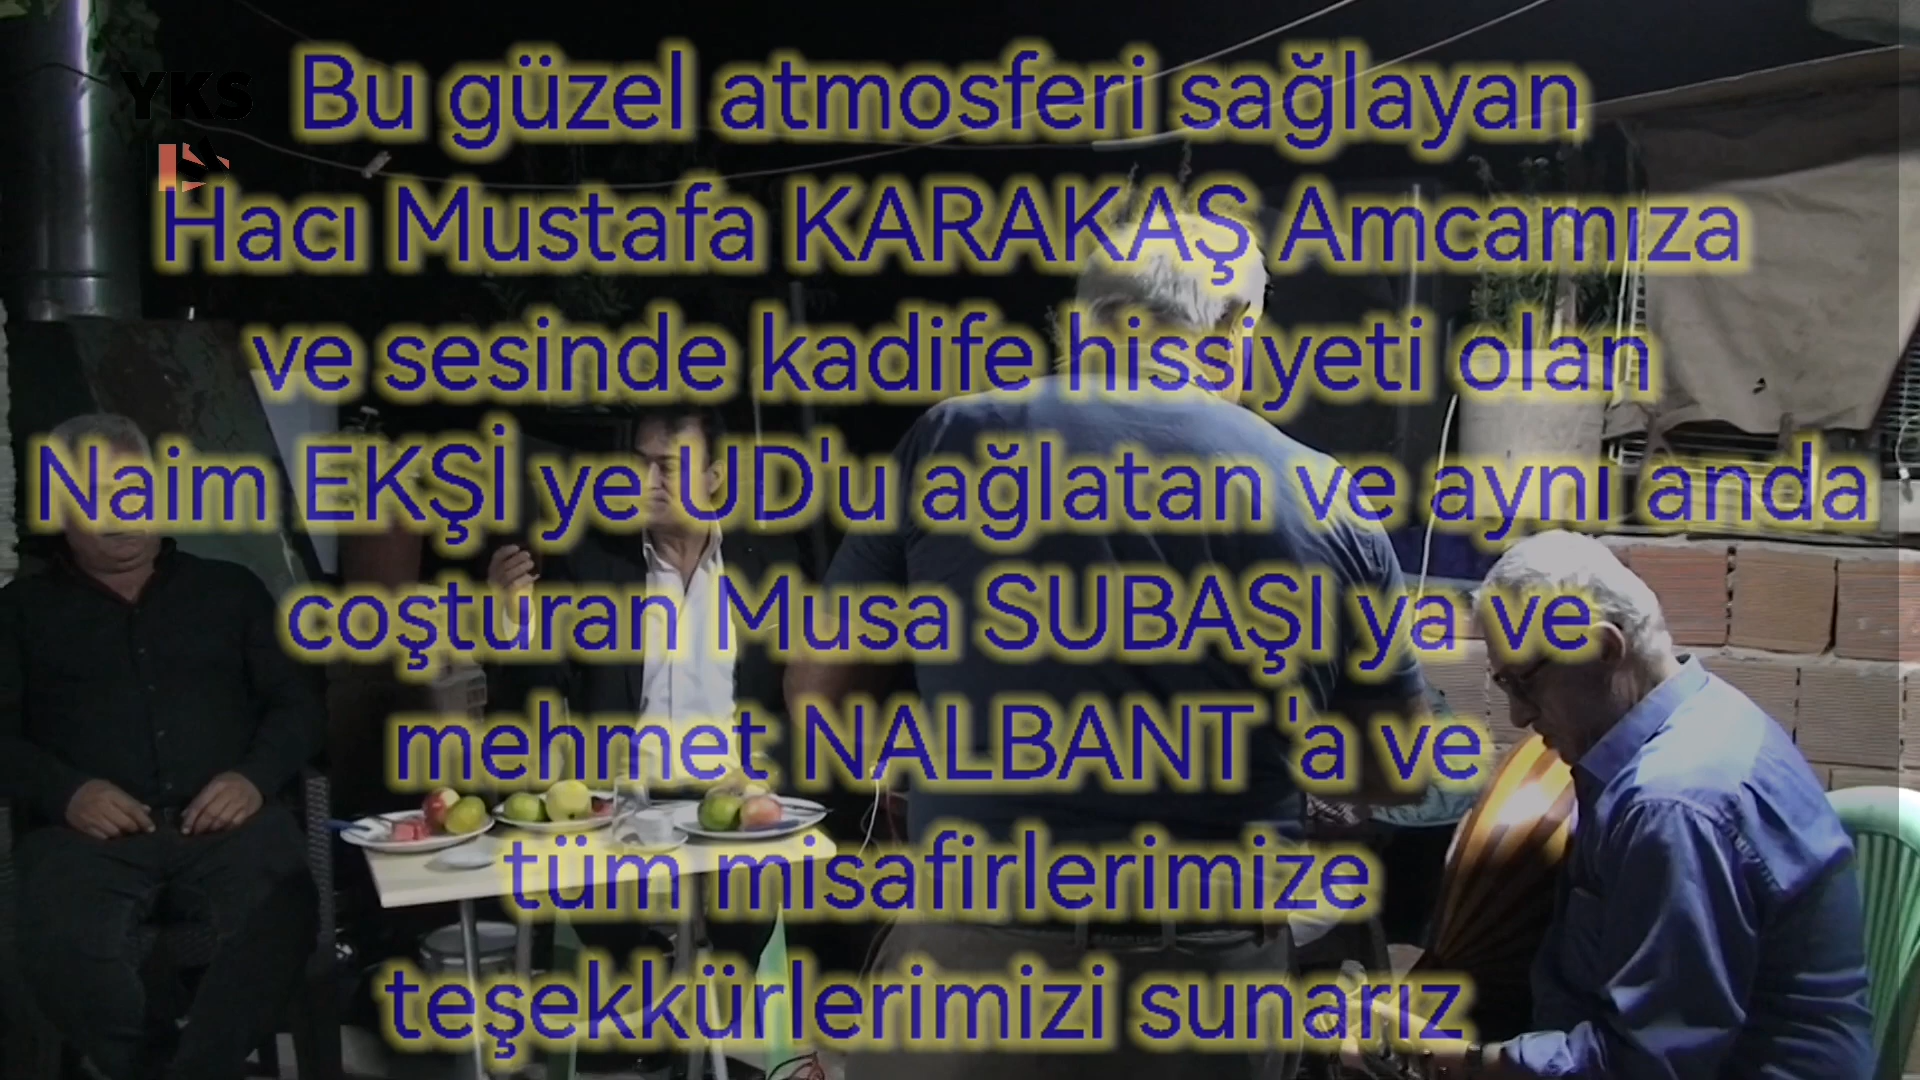 YKS
Bu güzel atmosferi sağlayan
Hacı Mustafa KARAKAŞ Amcamıza
ve sesinde kadife hissiyeti olan
Naim EKŞİ ye UD'u ağlatan ve aynı anda
coşturan Musa SUBAŞI ya ve
mehmet NALBANT 'a ve
tüm misafirlerimize
teşekkürlerimizi sunarız